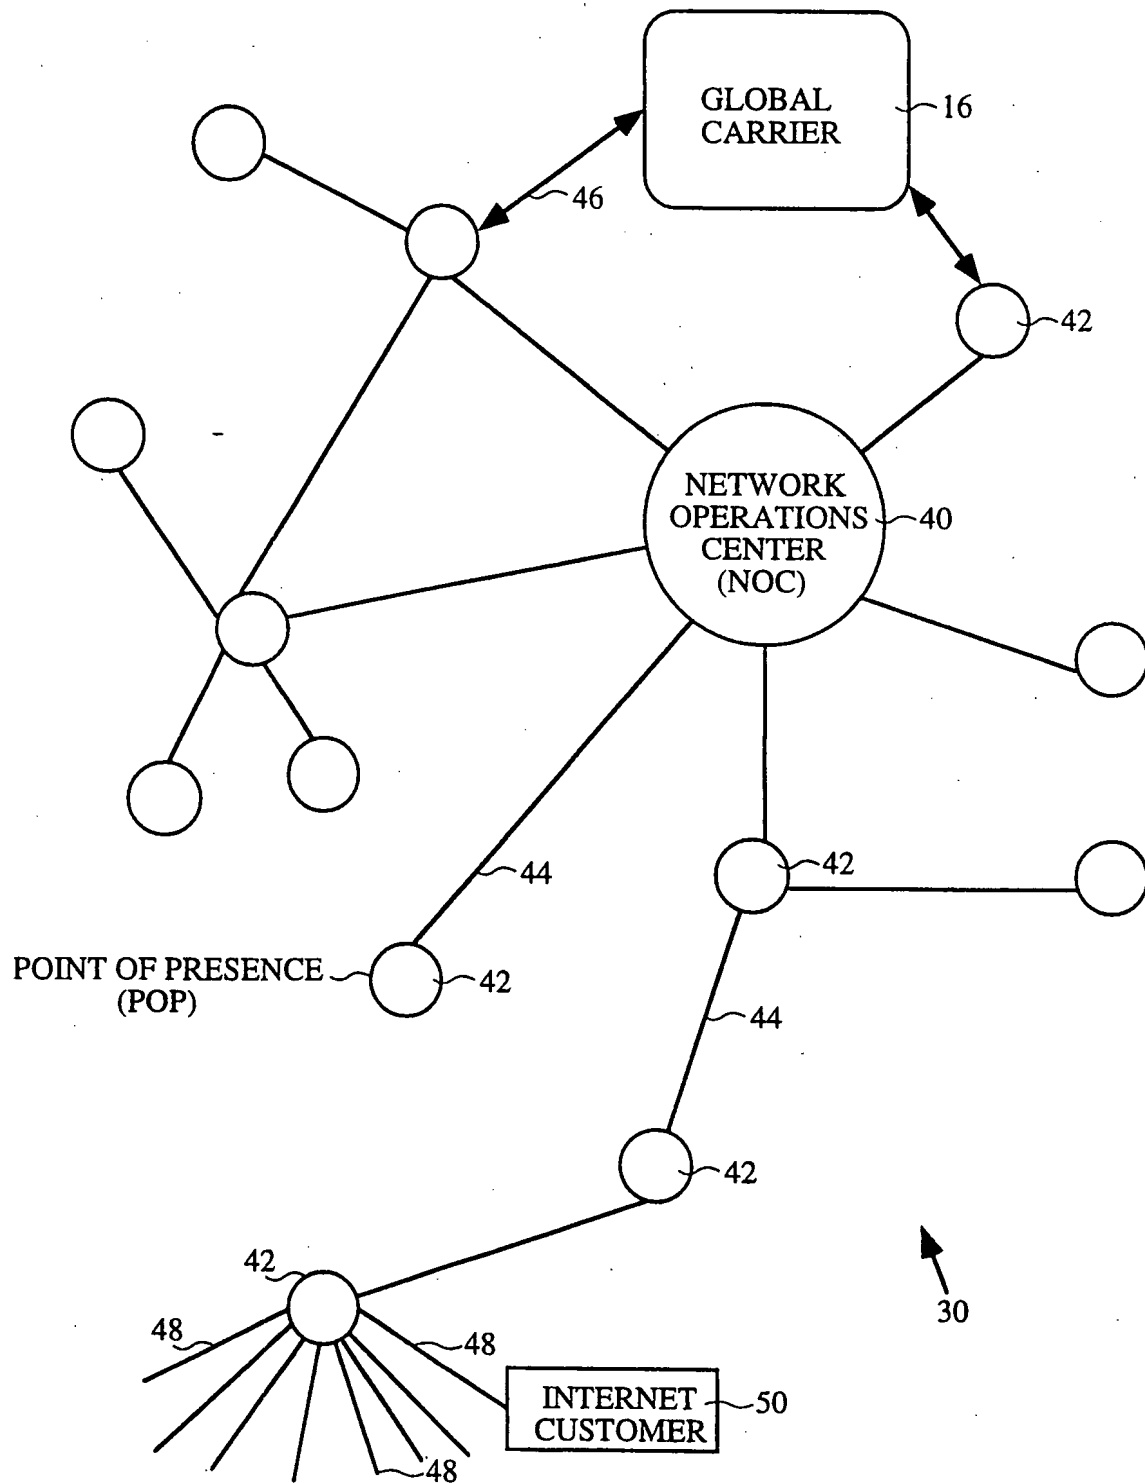 GLOBAL
CARRIER
16
46
42
NETWORK
OPERATIONS
CENTER
(NOC)
40
42
44
POINT OF PRESENCE
(POP)
42
44
42
42
30
48
48
INTERNET
CUSTOMER
50
48